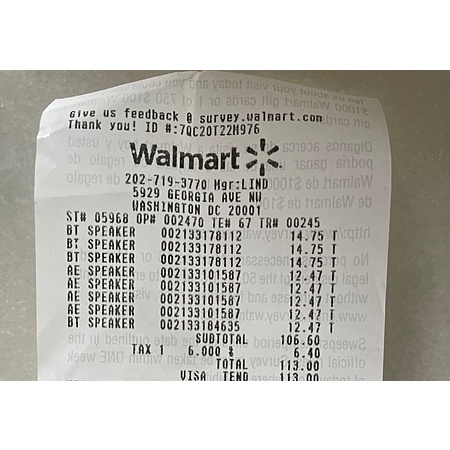 Give us feedback @ survey.walmart.com
Thank you! ID #:7QC20T22M976
Walmart
202-719-3770 Mgr:LIND
5929 GEORGIA AVE NW
WASHINGTON DC 20001
ST# 05968 OP# 002470 TE# 67 TR# 00245
BT SPEAKER 002133178112 14.75 T
BT SPEAKER 002133178112 14.75 T
BT SPEAKER 002133178112 14.75 T
AE SPEAKER 002133101587 12.47 T
AE SPEAKER 002133101587 12.47 T
AE SPEAKER 002133101587 12.47 T
AE SPEAKER 002133101587 12.47 T
BT SPEAKER 002133184635 12.47 T
SUBTOTAL 106.60
TAX 1 6.000 % 6.40
TOTAL 113.00
VISA TEND 113.00